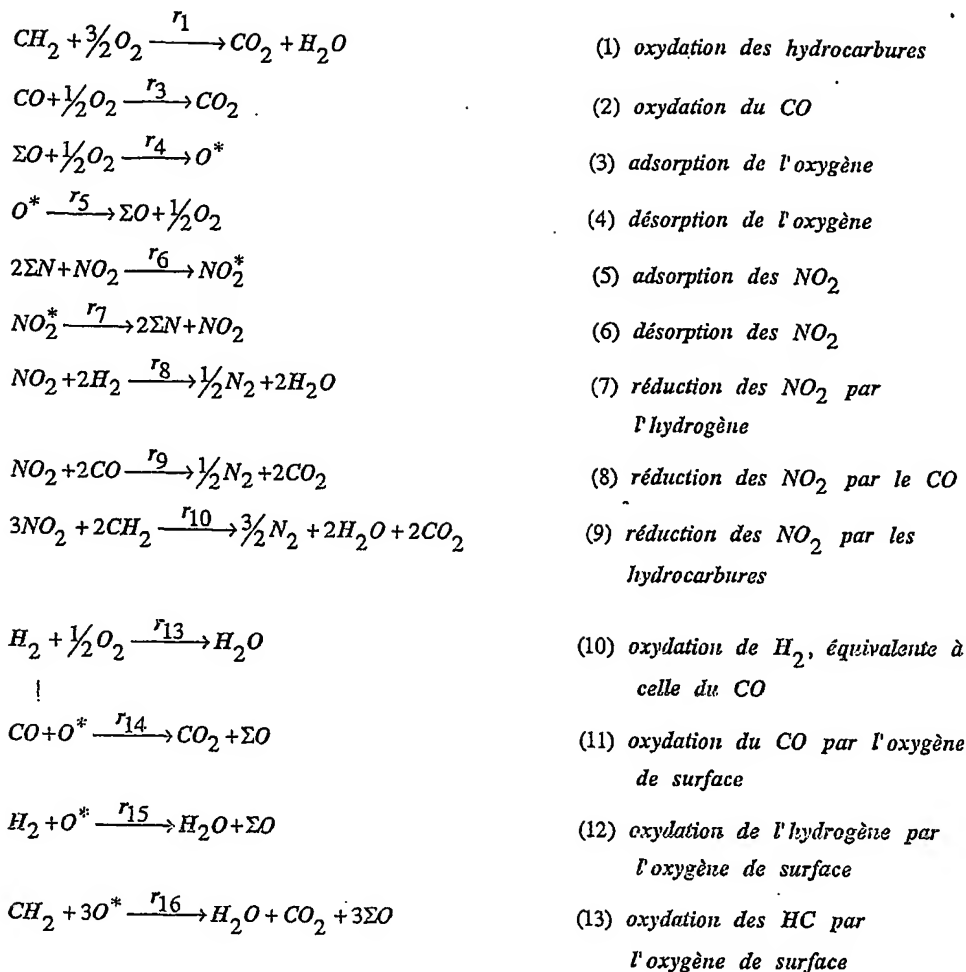 CH₂ + 3/2 O₂ —r₁→ CO₂ + H₂O (1) oxydation des hydrocarbures
CO + 1/2 O₂ —r₃→ CO₂ (2) oxydation du CO
ΣO + 1/2 O₂ —r₄→ O* (3) adsorption de l'oxygène
O* —r₅→ ΣO + 1/2 O₂ (4) désorption de l'oxygène
2ΣN + NO₂ —r₆→ NO₂* (5) adsorption des NO₂
NO₂* —r₇→ 2ΣN + NO₂ (6) désorption des NO₂
NO₂ + 2H₂ —r₈→ 1/2 N₂ + 2H₂O (7) réduction des NO₂ par
l'hydrogène
NO₂ + 2CO —r₉→ 1/2 N₂ + 2CO₂ (8) réduction des NO₂ par le CO
3NO₂ + 2CH₂ —r₁₀→ 3/2 N₂ + 2H₂O + 2CO₂ (9) réduction des NO₂ par les
hydrocarbures
H₂ + 1/2 O₂ —r₁₃→ H₂O (10) oxydation de H₂, équivalente à
celle du CO
CO + O* —r₁₄→ CO₂ + ΣO (11) oxydation du CO par l'oxygène
de surface
H₂ + O* —r₁₅→ H₂O + ΣO (12) oxydation de l'hydrogène par
l'oxygène de surface
CH₂ + 3O* —r₁₆→ H₂O + CO₂ + 3ΣO (13) oxydation des HC par
l'oxygène de surface